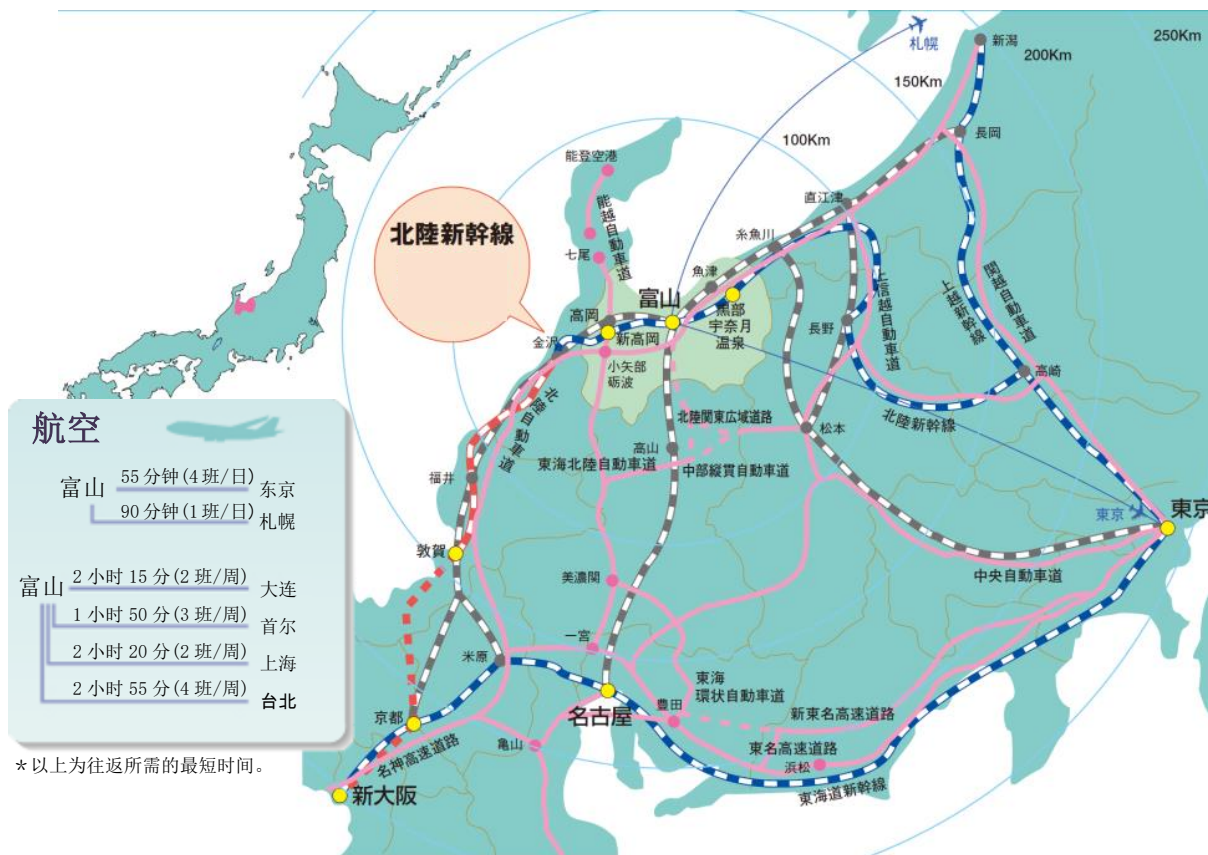 札幌
新潟
250Km
200Km
150Km
100Km
長岡
能登空港
能越自動車道
直江津
北陸新幹線
糸魚川
七尾
魚津
富山
黒部
宇奈月
温泉
上信越自動車道
上越新幹線
関越自動車道
高岡
新高岡
金沢
長野
小矢部
砺波
高崎
北陸自動車道
北陸関東広域道路
北陸新幹線
松本
高山
東海北陸自動車道
中部縦貫自動車道
福井
東京
東京
敦賀
中央自動車道
美濃関
一宮
米原
東海
環状自動車道
名古屋
豊田
新東名高速道路
京都
亀山
東名高速道路
浜松
名神高速道路
東海道新幹線
新大阪
航空
富山 55 分钟(4 班/日) 东京
90 分钟(1 班/日) 札幌
富山 2 小时 15 分(2 班/周) 大连
1 小时 50 分(3 班/周) 首尔
2 小时 20 分(2 班/周) 上海
2 小时 55 分(4 班/周) 台北
*以上为往返所需的最短时间。